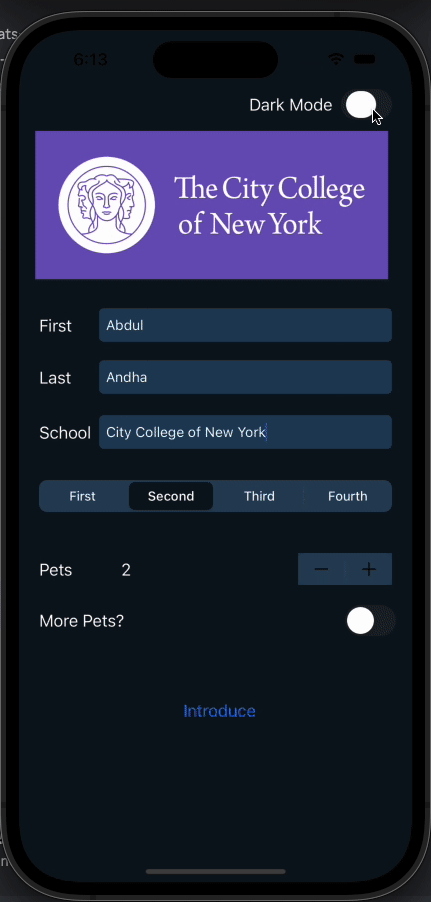 ats
6:13
Dark Mode
The City College
of New York
First Abdul
Last Andha
School City College of New York
First Second Third Fourth
Pets 2 − +
More Pets?
Introduce
n